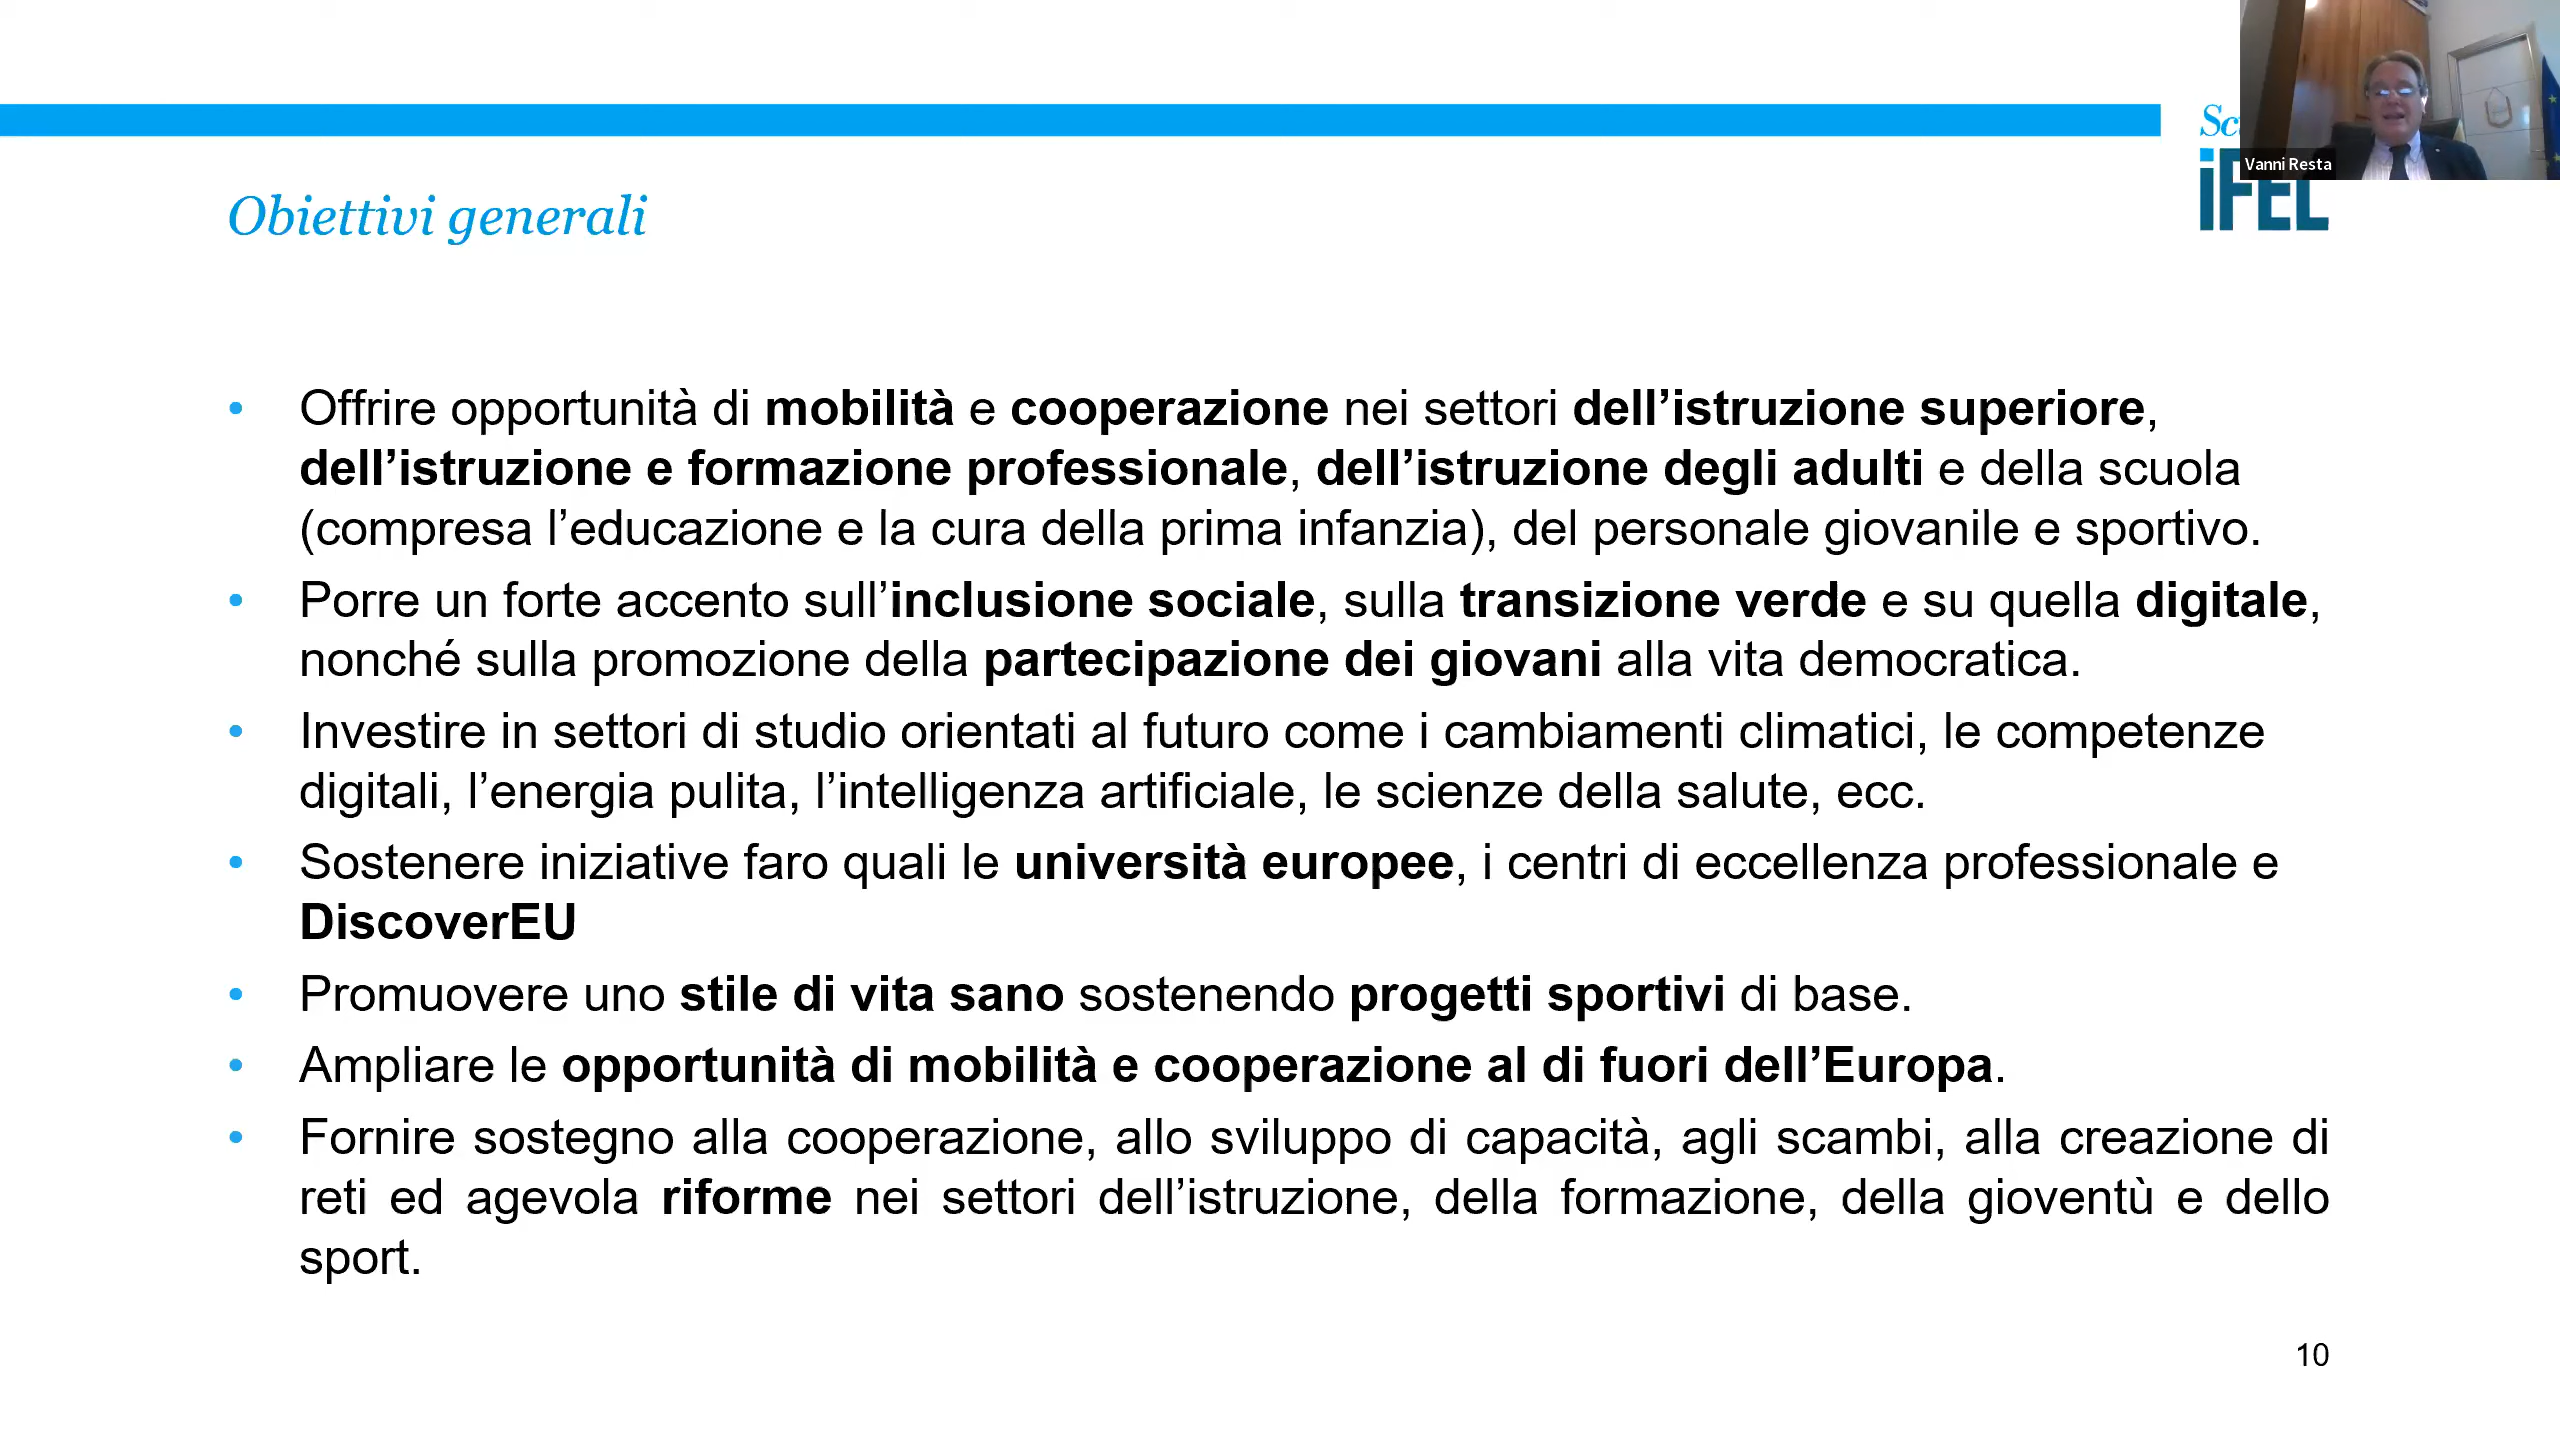 Vanni Resta
iFEL
Obiettivi generali
• Offrire opportunità di mobilità e cooperazione nei settori dell’istruzione superiore,
dell’istruzione e formazione professionale, dell’istruzione degli adulti e della scuola
(compresa l’educazione e la cura della prima infanzia), del personale giovanile e sportivo.
• Porre un forte accento sull’inclusione sociale, sulla transizione verde e su quella digitale,
nonché sulla promozione della partecipazione dei giovani alla vita democratica.
• Investire in settori di studio orientati al futuro come i cambiamenti climatici, le competenze
digitali, l’energia pulita, l’intelligenza artificiale, le scienze della salute, ecc.
• Sostenere iniziative faro quali le università europee, i centri di eccellenza professionale e
DiscoverEU
• Promuovere uno stile di vita sano sostenendo progetti sportivi di base.
• Ampliare le opportunità di mobilità e cooperazione al di fuori dell’Europa.
• Fornire sostegno alla cooperazione, allo sviluppo di capacità, agli scambi, alla creazione di
reti ed agevola riforme nei settori dell’istruzione, della formazione, della gioventù e dello
sport.
10